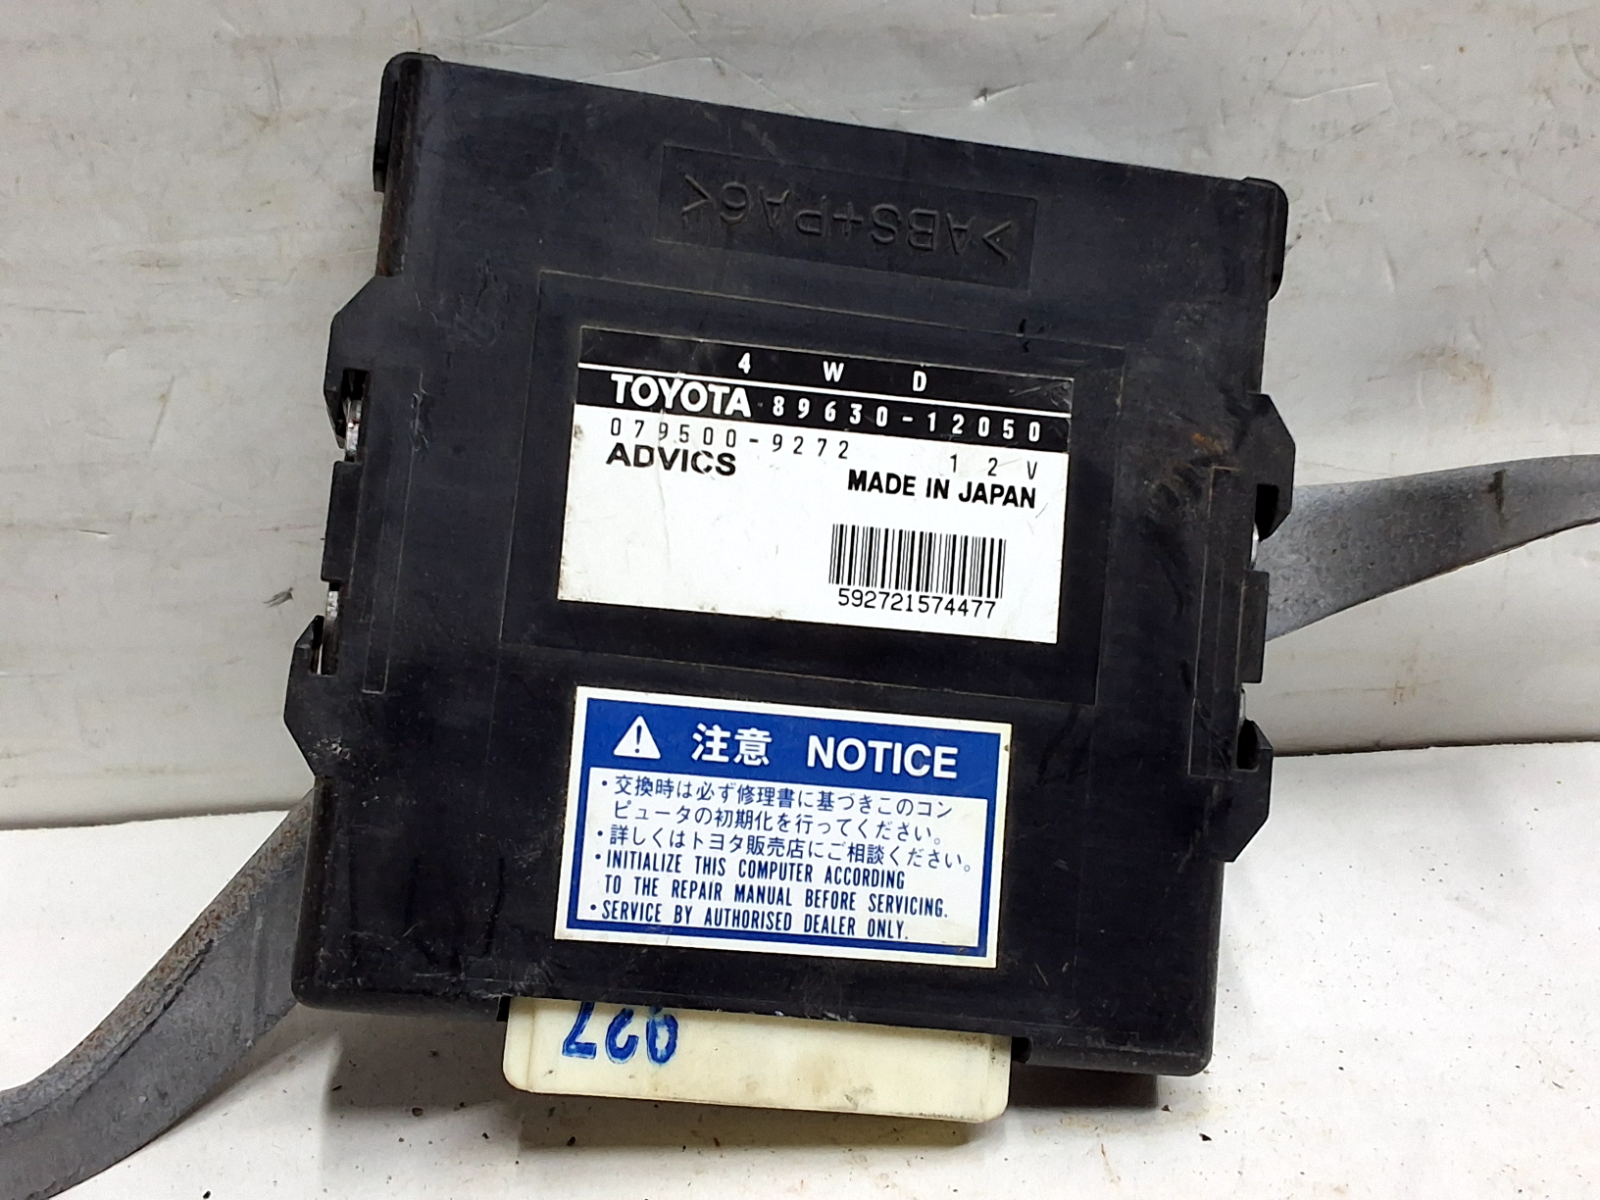 >ABS+PA6<
4 W D
TOYOTA 89630-12050
079500-9272 12V
ADVICS
MADE IN JAPAN
592721574477
注意 NOTICE
・交換時は必ず修理書に基づきこのコン
ピュータの初期化を行ってください。
・詳しくはトヨタ販売店にご相談ください。
・INITIALIZE THIS COMPUTER ACCORDING
TO THE REPAIR MANUAL BEFORE SERVICING.
・SERVICE BY AUTHORISED DEALER ONLY.
927